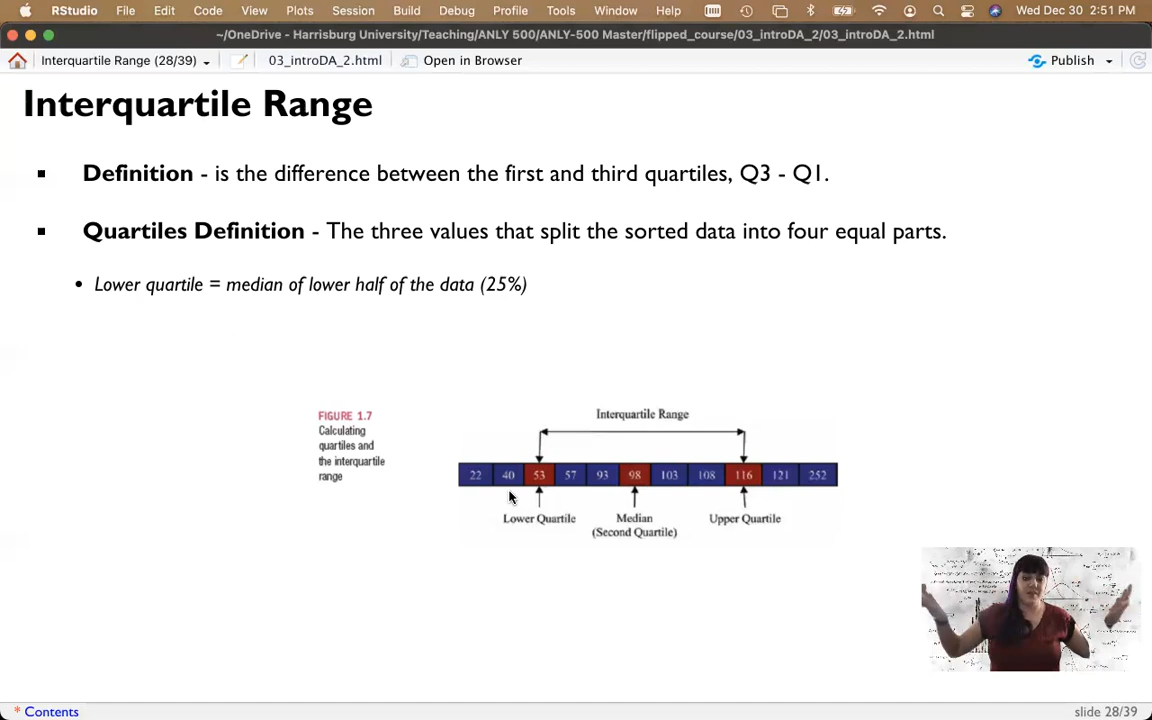 RStudio File Edit Code View Plots Session Build Debug Profile Tools Window Help Wed Dec 30 2:51 PM
~/OneDrive - Harrisburg University/Teaching/ANLY 500/ANLY-500 Master/flipped_course/03_introDA_2/03_introDA_2.html
Interquartile Range (28/39) 03_introDA_2.html Open in Browser Publish
Interquartile Range
Definition - is the difference between the first and third quartiles, Q3 - Q1.
Quartiles Definition - The three values that split the sorted data into four equal parts.
• Lower quartile = median of lower half of the data (25%)
FIGURE 1.7
Calculating
quartiles and
the interquartile
range
Interquartile Range
22 40 53 57 93 98 103 108 116 121 252
Lower Quartile Median Upper Quartile
(Second Quartile)
* Contents slide 28/39